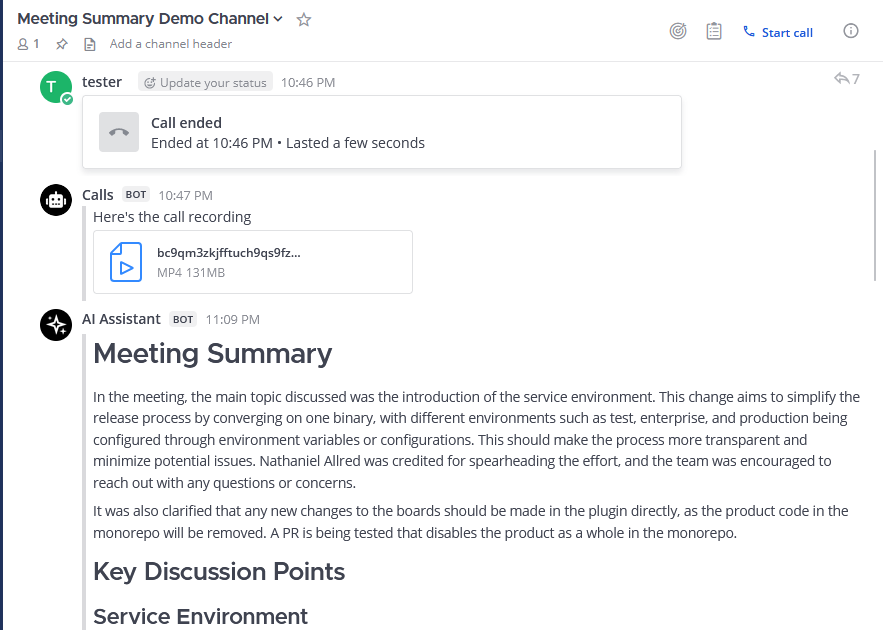 Meeting Summary Demo Channel
1 Add a channel header
Start call
T
tester Update your status 10:46 PM
7
Call ended
Ended at 10:46 PM • Lasted a few seconds
Calls BOT 10:47 PM
Here's the call recording
bc9qm3zkjfftuch9qs9fz...
MP4 131MB
AI Assistant BOT 11:09 PM
Meeting Summary
In the meeting, the main topic discussed was the introduction of the service environment. This change aims to simplify the
release process by converging on one binary, with different environments such as test, enterprise, and production being
configured through environment variables or configurations. This should make the process more transparent and
minimize potential issues. Nathaniel Allred was credited for spearheading the effort, and the team was encouraged to
reach out with any questions or concerns.
It was also clarified that any new changes to the boards should be made in the plugin directly, as the product code in the
monorepo will be removed. A PR is being tested that disables the product as a whole in the monorepo.
Key Discussion Points
Service Environment